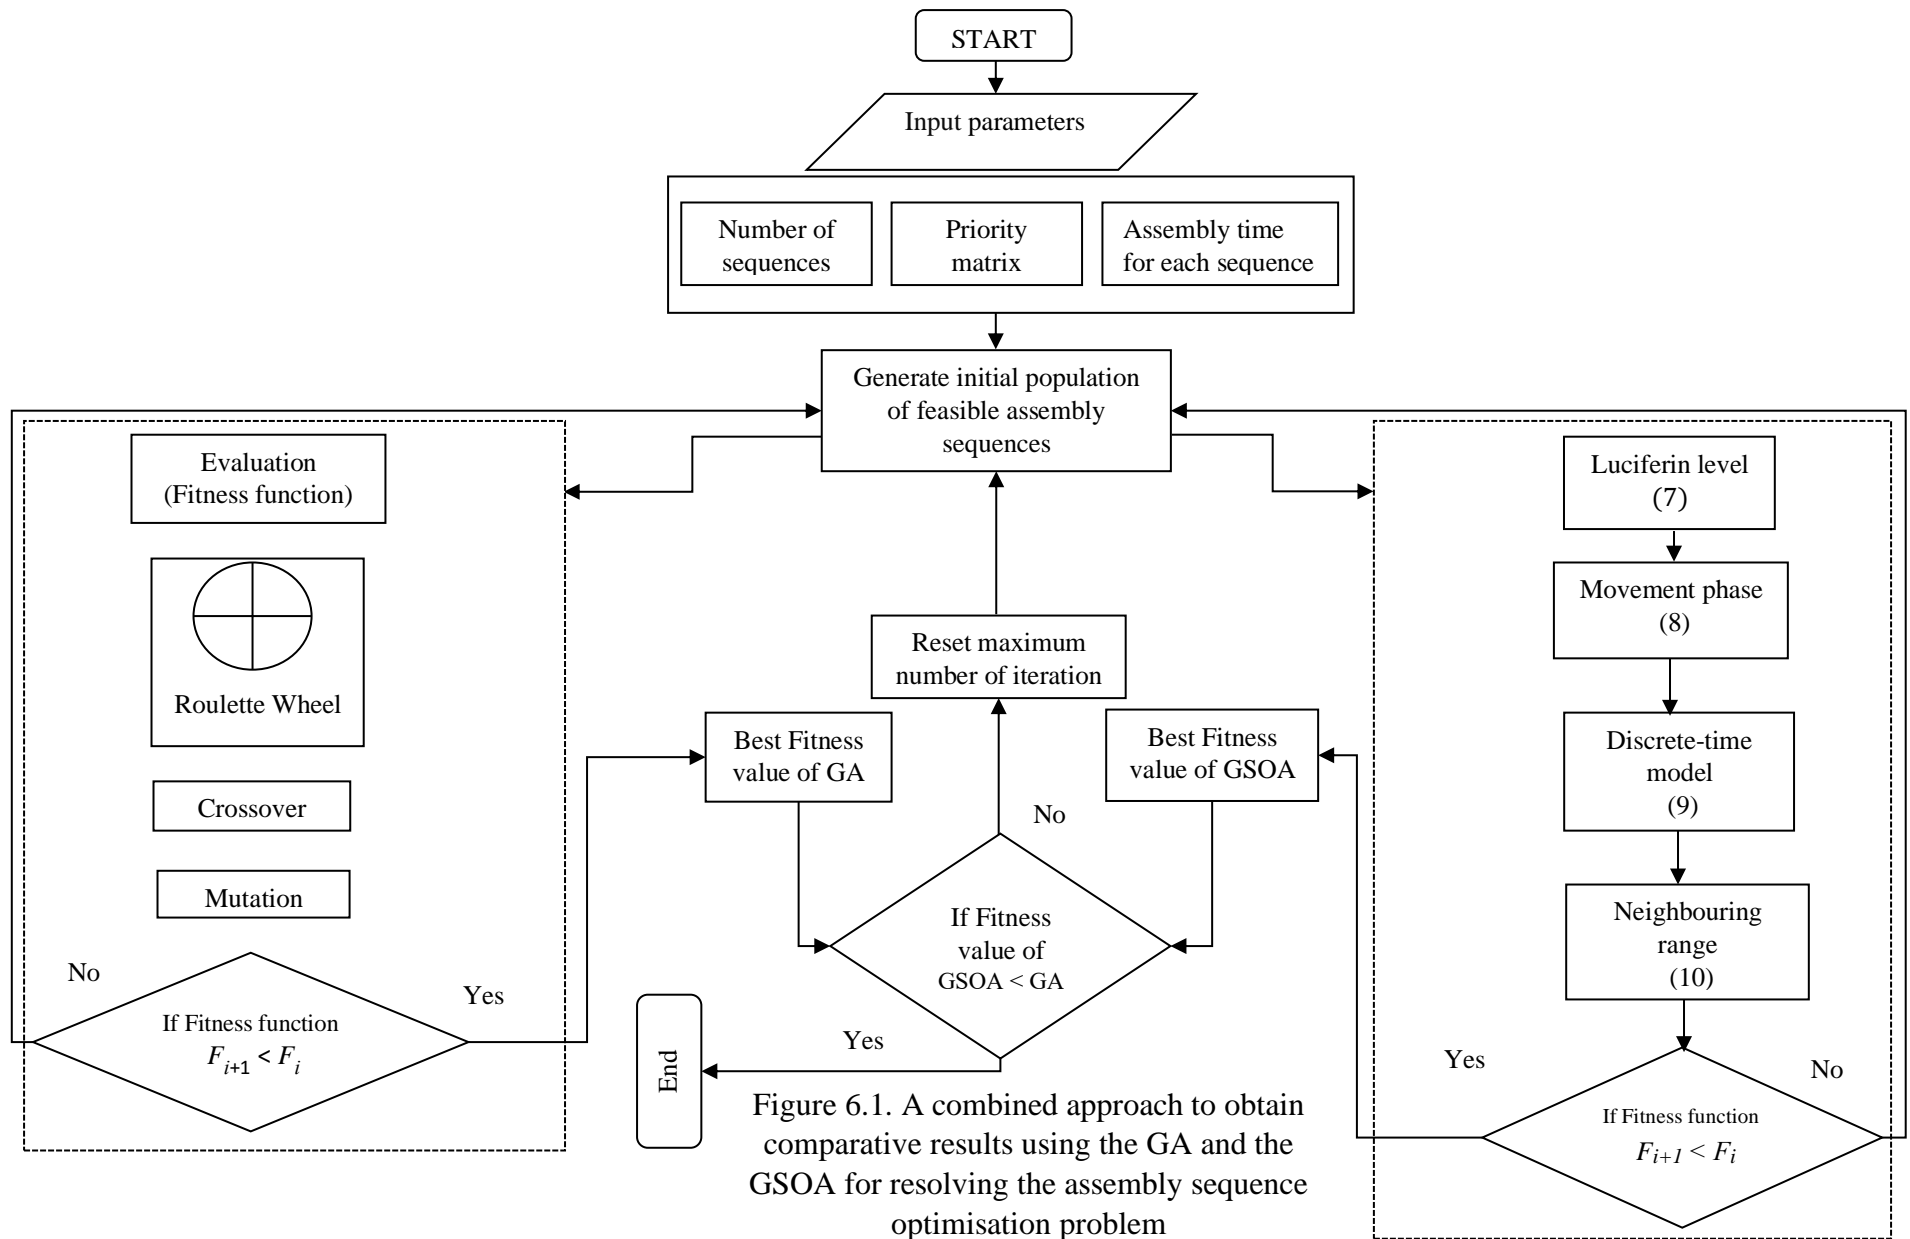 START
Input parameters
Number of
sequences
Priority
matrix
Assembly time
for each sequence
Generate initial population
of feasible assembly
sequences
Evaluation
(Fitness function)
Roulette Wheel
Crossover
Mutation
No
Yes
If Fitness function
F_{i+1} < F_i
Luciferin level
(7)
Movement phase
(8)
Discrete-time
model
(9)
Neighbouring
range
(10)
Yes
No
If Fitness function
F_{i+1} < F_i
Reset maximum
number of iteration
Best Fitness
value of GA
Best Fitness
value of GSOA
No
If Fitness
value of
GSOA < GA
Yes
End
Figure 6.1. A combined approach to obtain
comparative results using the GA and the
GSOA for resolving the assembly sequence
optimisation problem